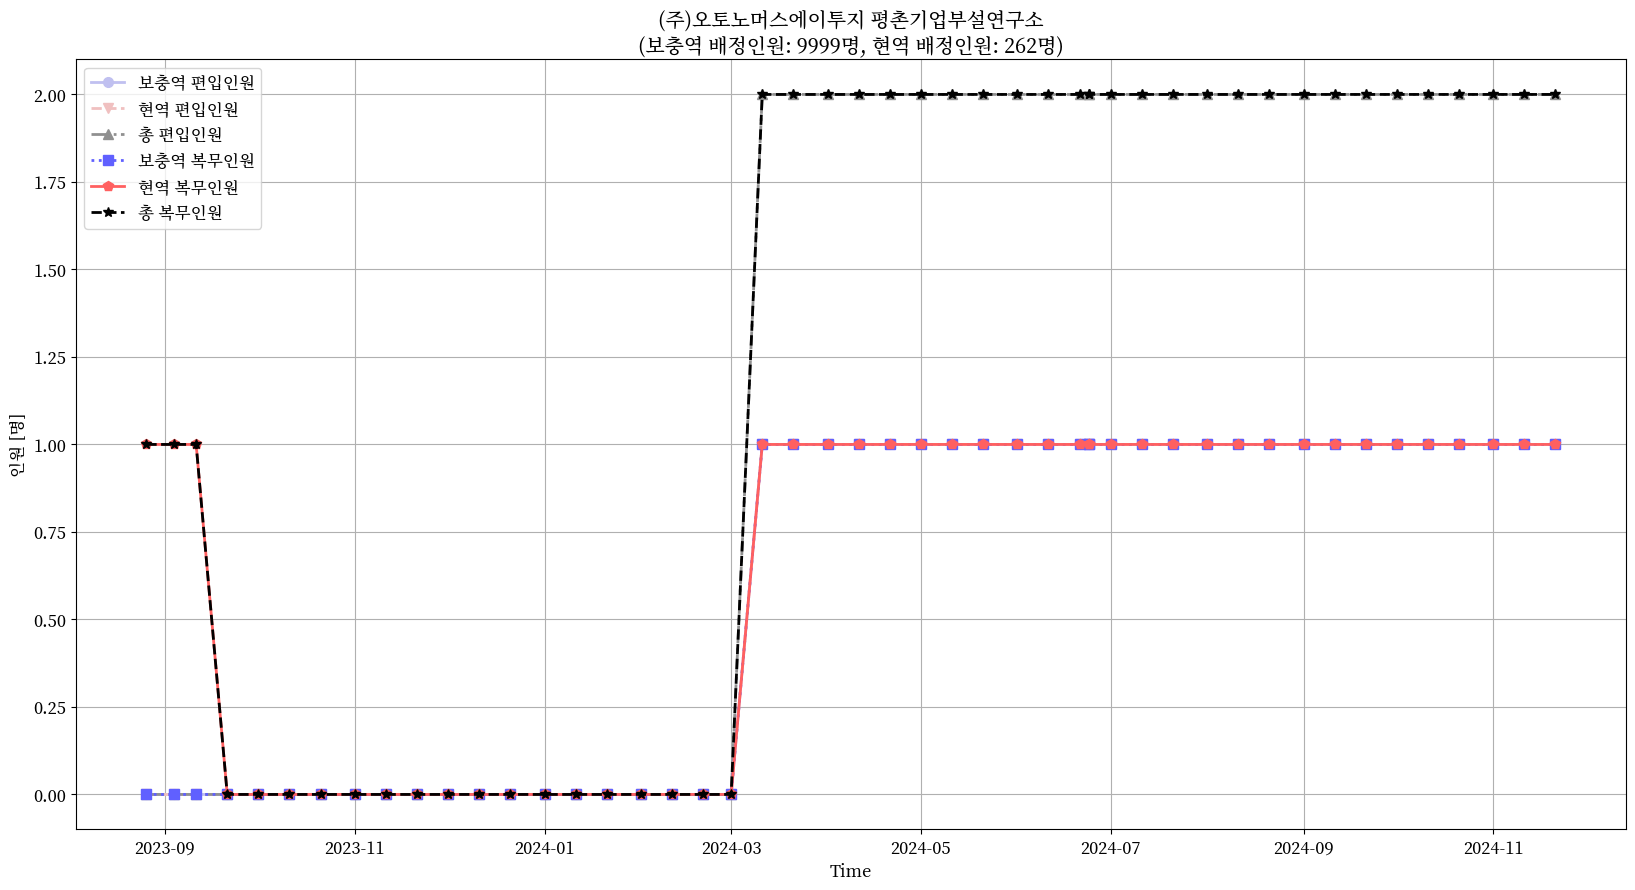 (주)오토노머스에이투지 평촌기업부설연구소
(보충역 배정인원: 9999명, 현역 배정인원: 262명)
보충역 편입인원
현역 편입인원
총 편입인원
보충역 복무인원
현역 복무인원
총 복무인원
2.00
1.75
1.50
1.25
1.00
0.75
0.50
0.25
0.00
인원 [명]
2023-09
2023-11
2024-01
2024-03
2024-05
2024-07
2024-09
2024-11
Time